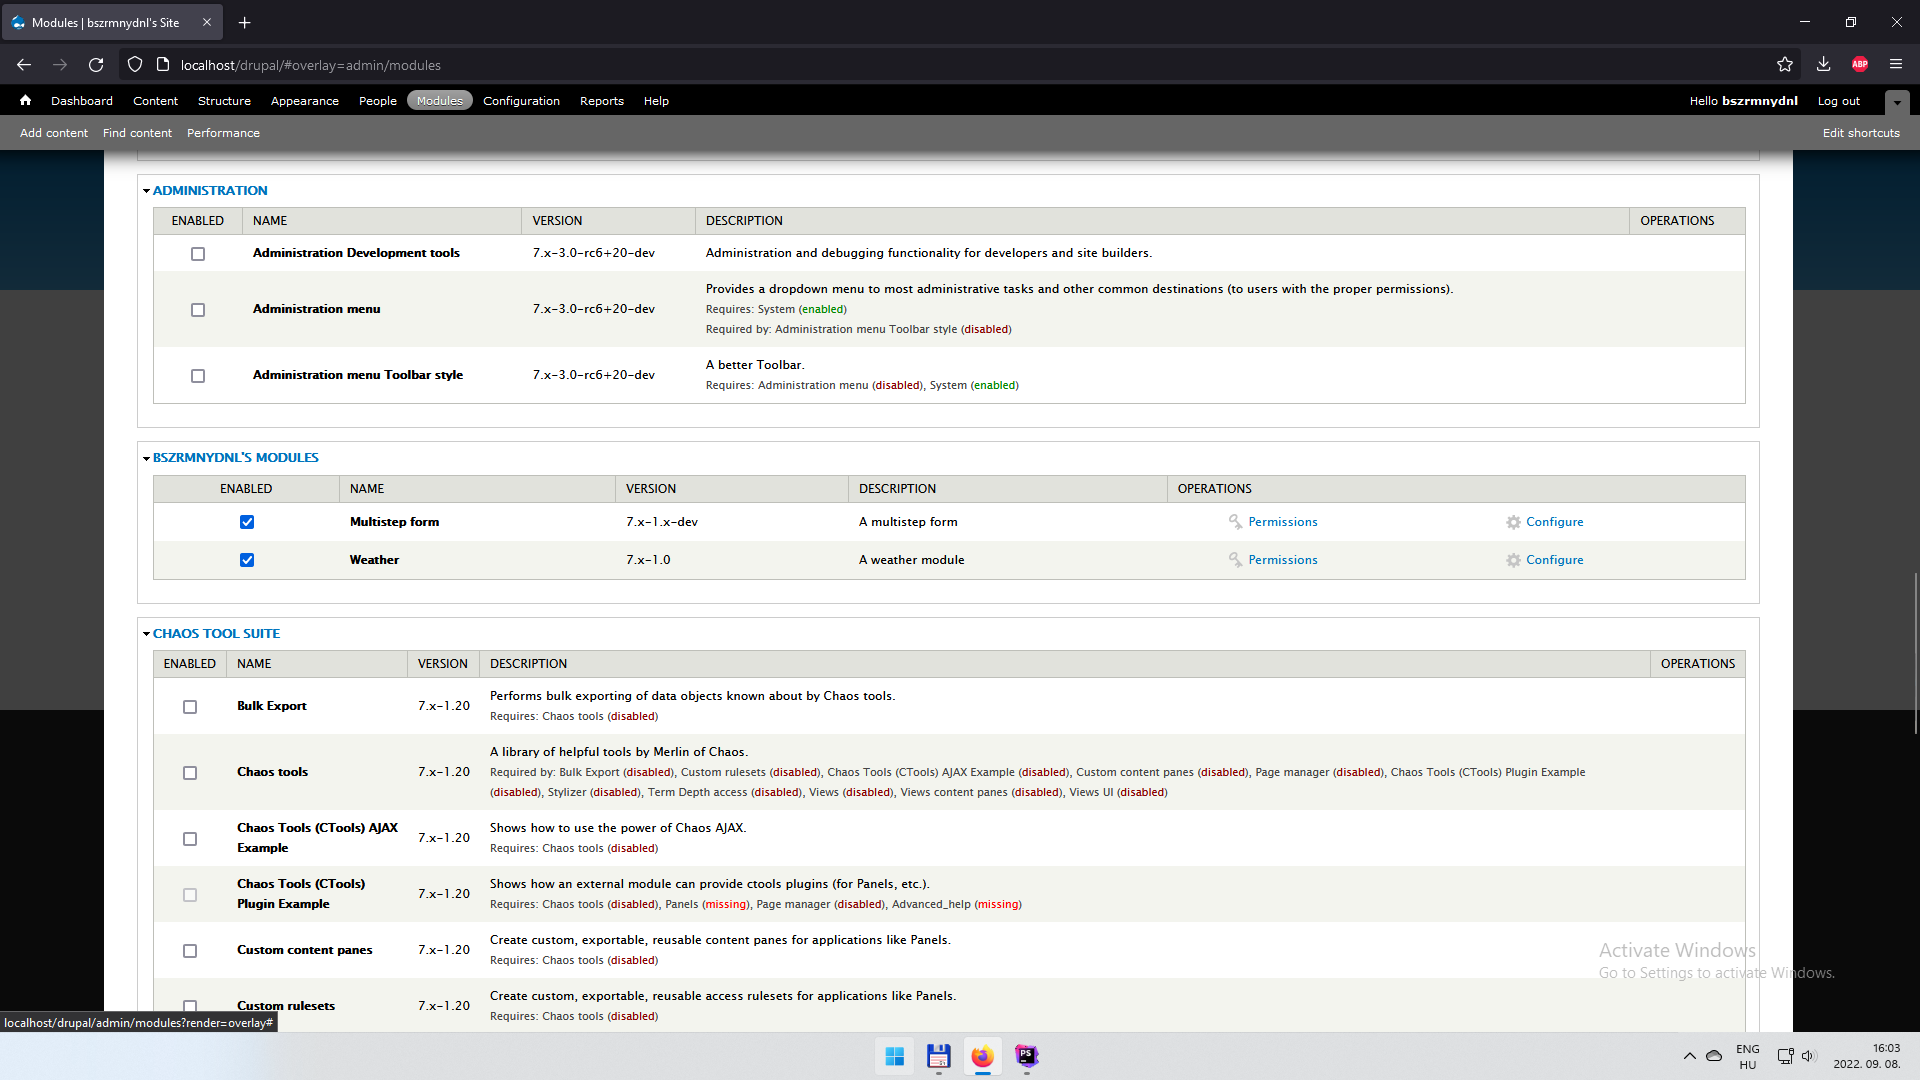 Modules | bszrmnydnl's Site
localhost/drupal/#overlay=admin/modules
ABP
Dashboard Content Structure Appearance People Modules Configuration Reports Help Hello bszrmnydnl Log out
Add content Find content Performance Edit shortcuts
ADMINISTRATION
ENABLED NAME VERSION DESCRIPTION OPERATIONS
Administration Development tools 7.x-3.0-rc6+20-dev Administration and debugging functionality for developers and site builders.
Provides a dropdown menu to most administrative tasks and other common destinations (to users with the proper permissions).
Administration menu 7.x-3.0-rc6+20-dev Requires: System (enabled)
Required by: Administration menu Toolbar style (disabled)
A better Toolbar.
Administration menu Toolbar style 7.x-3.0-rc6+20-dev
Requires: Administration menu (disabled), System (enabled)
BSZRMNYDNL'S MODULES
ENABLED NAME VERSION DESCRIPTION OPERATIONS
Multistep form 7.x-1.x-dev A multistep form Permissions Configure
Weather 7.x-1.0 A weather module Permissions Configure
CHAOS TOOL SUITE
ENABLED NAME VERSION DESCRIPTION OPERATIONS
Performs bulk exporting of data objects known about by Chaos tools.
Bulk Export 7.x-1.20
Requires: Chaos tools (disabled)
A library of helpful tools by Merlin of Chaos.
Chaos tools 7.x-1.20 Required by: Bulk Export (disabled), Custom rulesets (disabled), Chaos Tools (CTools) AJAX Example (disabled), Custom content panes (disabled), Page manager (disabled), Chaos Tools (CTools) Plugin Example
(disabled), Stylizer (disabled), Term Depth access (disabled), Views (disabled), Views content panes (disabled), Views UI (disabled)
Chaos Tools (CTools) AJAX Shows how to use the power of Chaos AJAX.
7.x-1.20
Example Requires: Chaos tools (disabled)
Chaos Tools (CTools) Shows how an external module can provide ctools plugins (for Panels, etc.).
7.x-1.20
Plugin Example Requires: Chaos tools (disabled), Panels (missing), Page manager (disabled), Advanced_help (missing)
Create custom, exportable, reusable content panes for applications like Panels.
Custom content panes 7.x-1.20
Requires: Chaos tools (disabled)
Activate Windows
Go to Settings to activate Windows.
Create custom, exportable, reusable access rulesets for applications like Panels.
Custom rulesets 7.x-1.20
Requires: Chaos tools (disabled)
localhost/drupal/admin/modules?render=overlay#
PS
ENG
HU
16:03
2022. 09. 08.